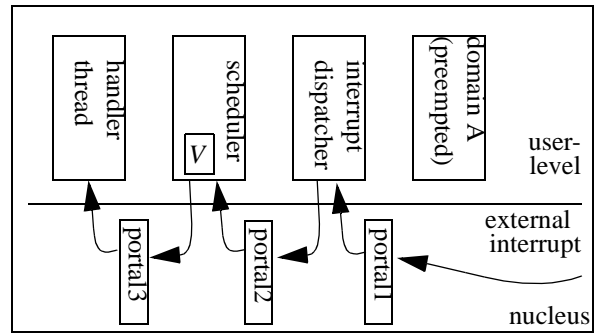 handler
thread
scheduler
V
interrupt
dispatcher
domain A
(preempted)
user-
level
external
interrupt
portal3
portal2
portal1
nucleus